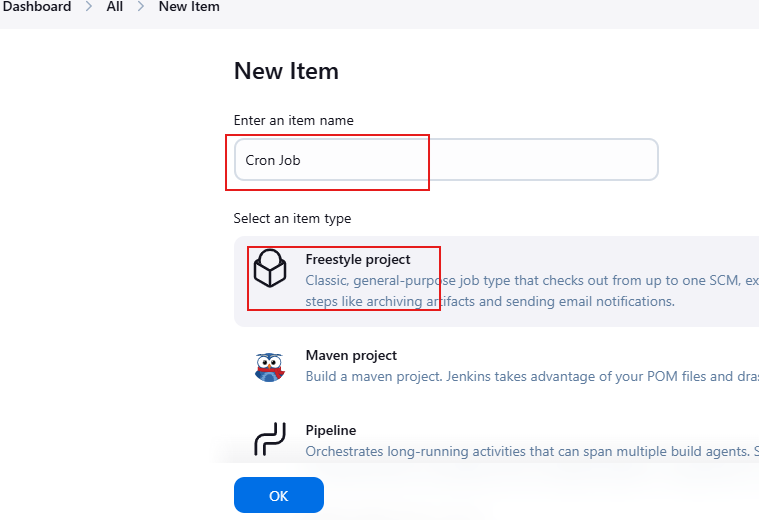 Dashboard > All > New Item
New Item
Enter an item name
Cron Job
Select an item type
Freestyle project
Classic, general-purpose job type that checks out from up to one SCM, ex
steps like archiving artifacts and sending email notifications.
Maven project
Build a maven project. Jenkins takes advantage of your POM files and dras
Pipeline
Orchestrates long-running activities that can span multiple build agents. S
OK